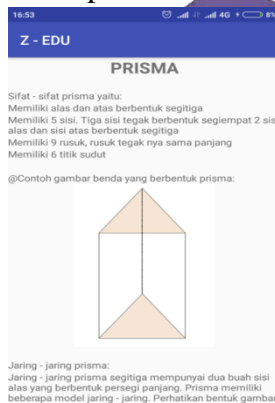 16:53
4G
8%
Z - EDU
PRISMA
Sifat - sifat prisma yaitu:
Memiliki alas dan atas berbentuk segitiga
Memiliki 5 sisi. Tiga sisi tegak berbentuk segiempat 2 sis
alas dan sisi atas berbentuk segitiga
Memiliki 9 rusuk, rusuk tegak nya sama panjang
Memiliki 6 titik sudut
@Contoh gambar benda yang berbentuk prisma:
Jaring - jaring prisma:
Jaring - jaring prisma segitiga mempunyai dua buah sisi
alas yang berbentuk persegi panjang. Prisma memiliki
beberapa model jaring - jaring. Perhatikan bentuk gambar